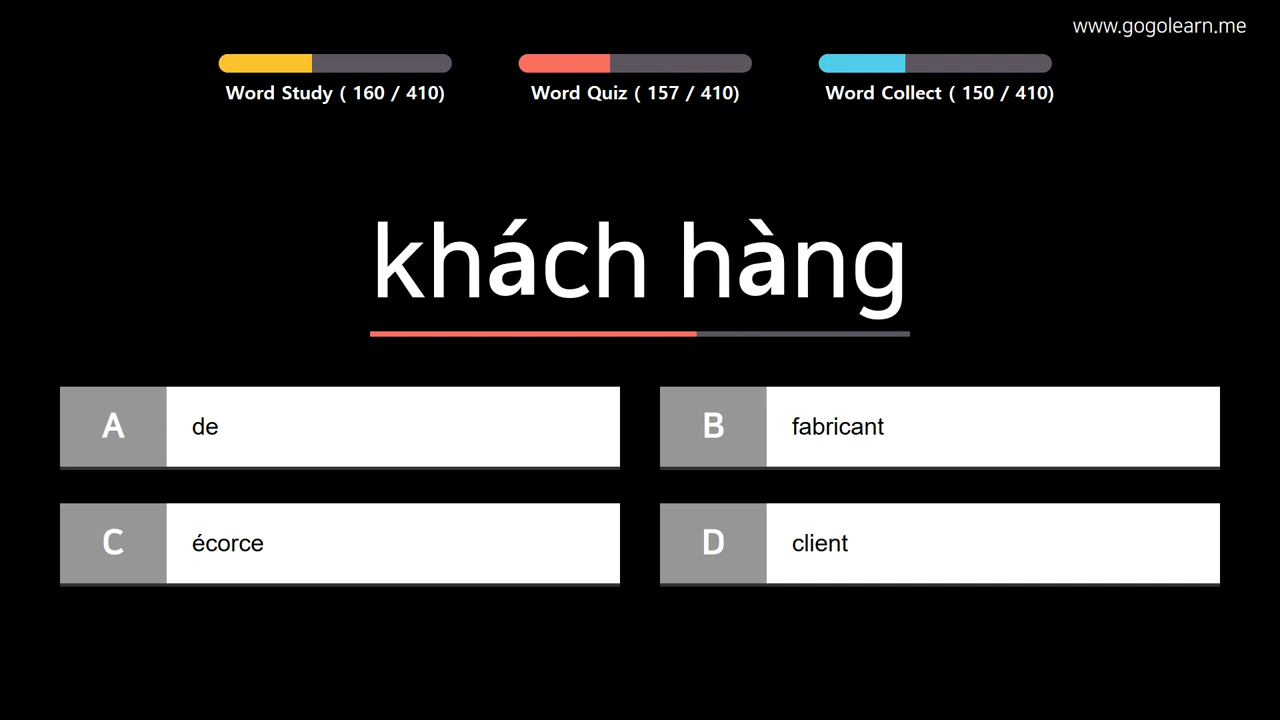 www.gogolearn.me
Word Study ( 160 / 410)
Word Quiz ( 157 / 410)
Word Collect ( 150 / 410)
khách hàng
A de
B fabricant
C écorce
D client